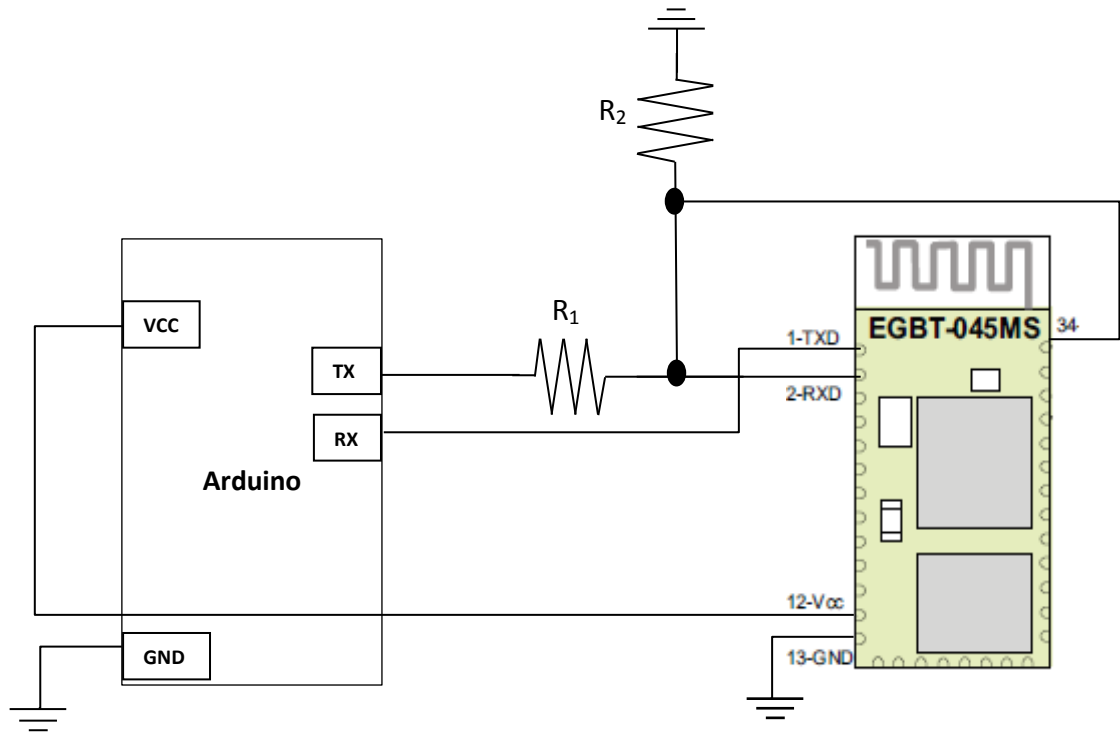 R₂
R₁
VCC
TX
RX
Arduino
GND
EGBT-045MS
34
1-TXD
2-RXD
12-Vcc
13-GND